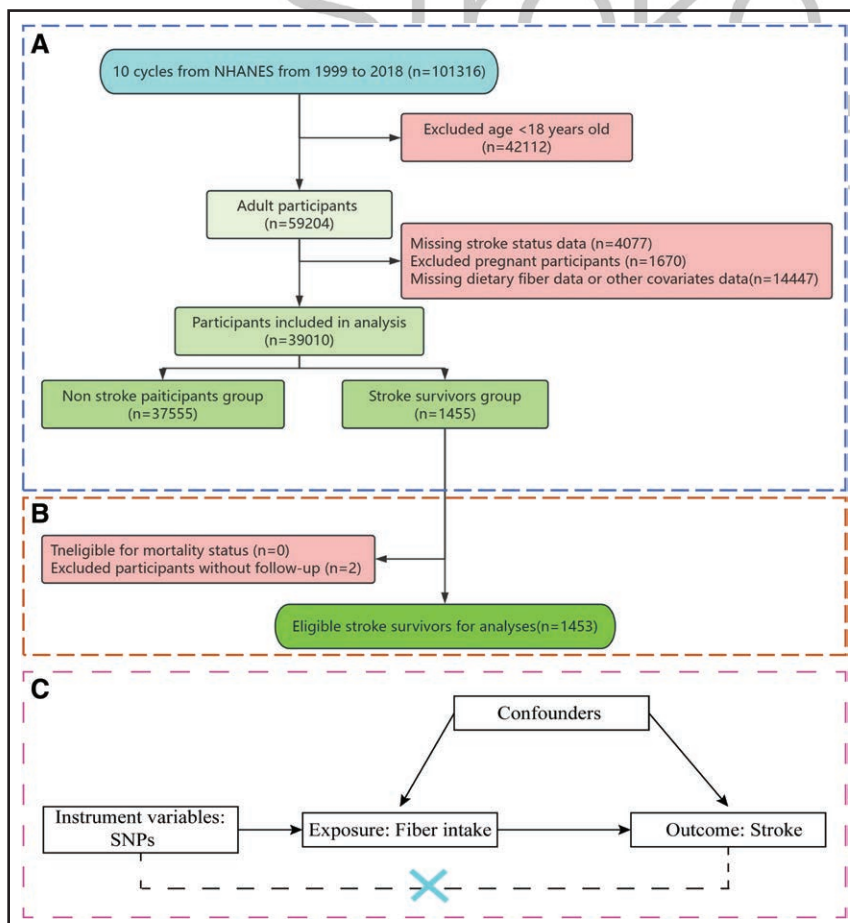 Stroke
A
10 cycles from NHANES from 1999 to 2018 (n=101316)
Excluded age <18 years old
(n=42112)
Adult participants
(n=59204)
Missing stroke status data (n=4077)
Excluded pregnant participants (n=1670)
Missing dietary fiber data or other covariates data(n=14447)
Participants included in analysis
(n=39010)
Non stroke paiticipants group
(n=37555)
Stroke survivors group
(n=1455)
B
Tneligible for mortality status (n=0)
Excluded participants without follow-up (n=2)
Eligible stroke survivors for analyses(n=1453)
C
Confounders
Instrument variables:
SNPs
Exposure: Fiber intake
Outcome: Stroke